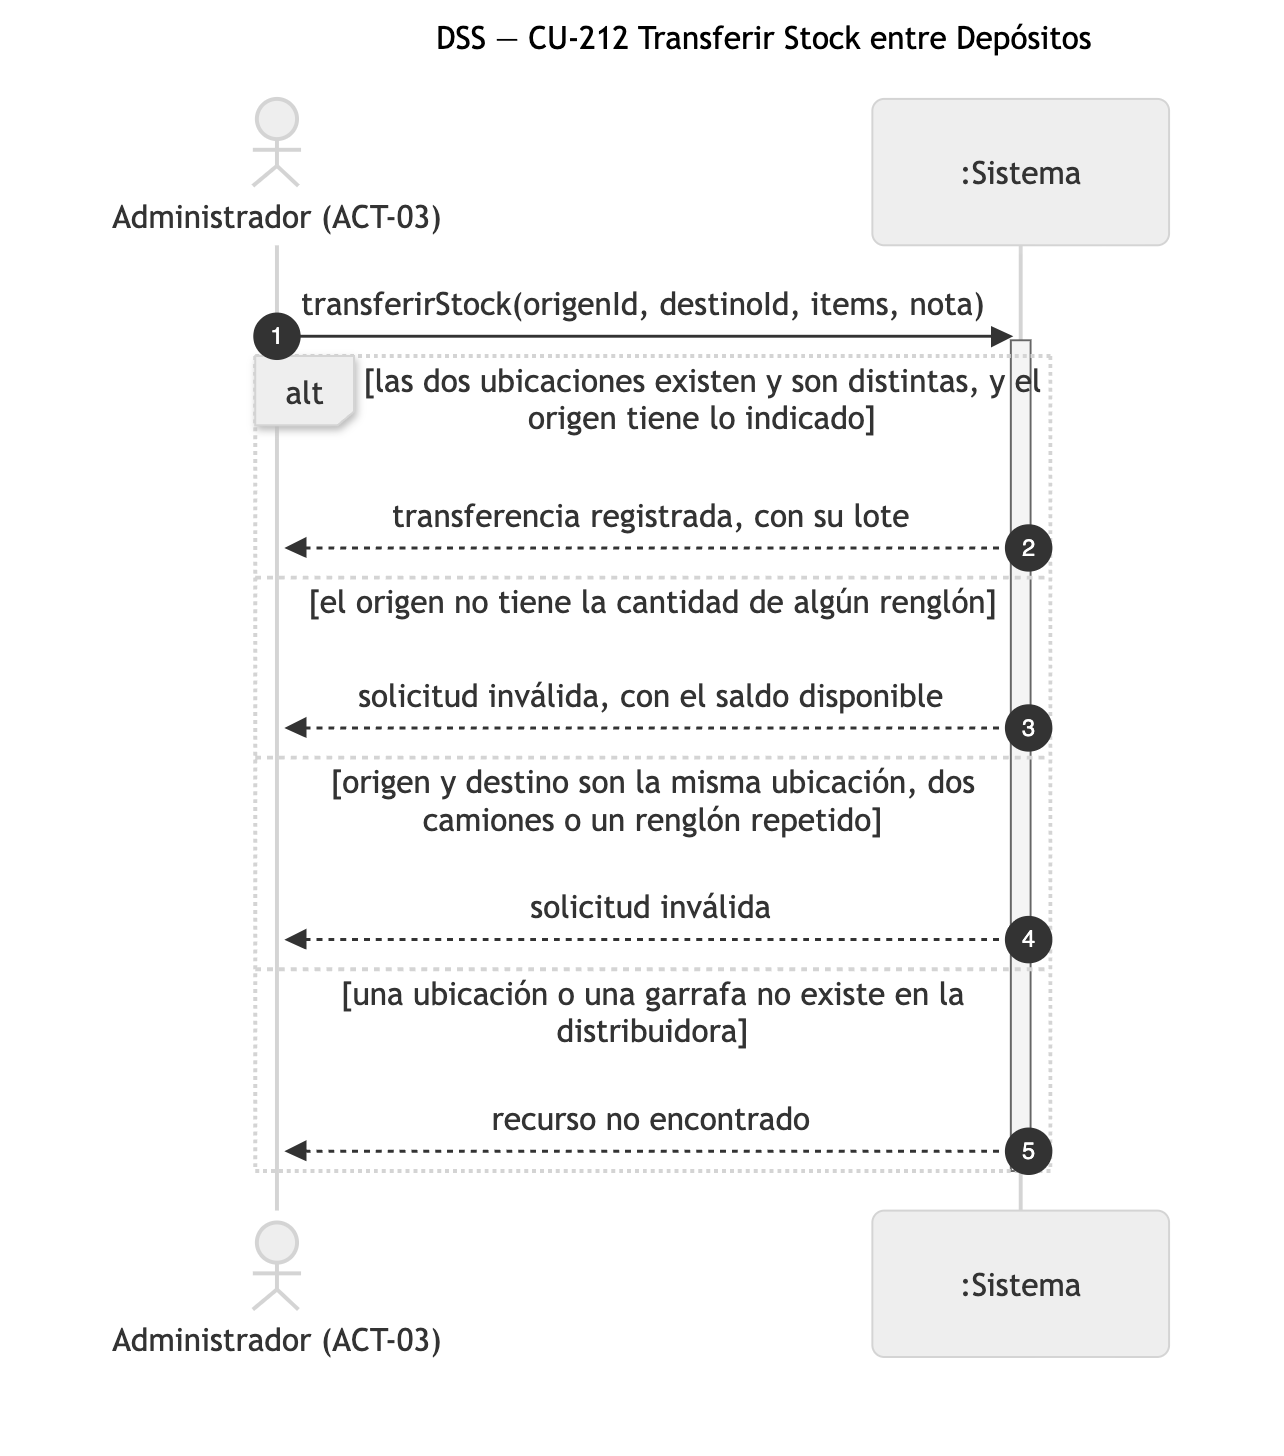 DSS — CU-212 Transferir Stock entre Depósitos
Administrador (ACT-03)
:Sistema
transferirStock(origenId, destinoId, items, nota)
1
alt
[las dos ubicaciones existen y son distintas, y el
origen tiene lo indicado]
transferencia registrada, con su lote
2
[el origen no tiene la cantidad de algún renglón]
solicitud inválida, con el saldo disponible
3
[origen y destino son la misma ubicación, dos
camiones o un renglón repetido]
solicitud inválida
4
[una ubicación o una garrafa no existe en la
distribuidora]
recurso no encontrado
5
Administrador (ACT-03)
:Sistema